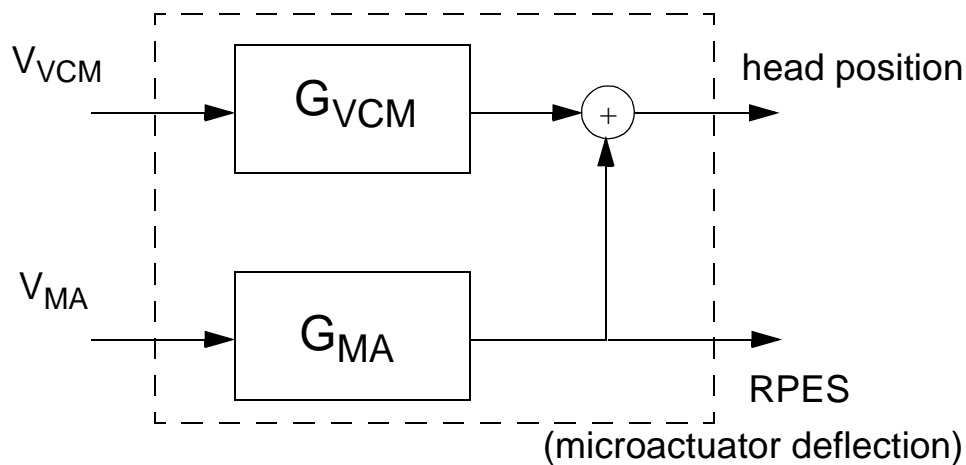 V_VCM
G_VCM
+
head position
V_MA
G_MA
RPES
(microactuator deflection)